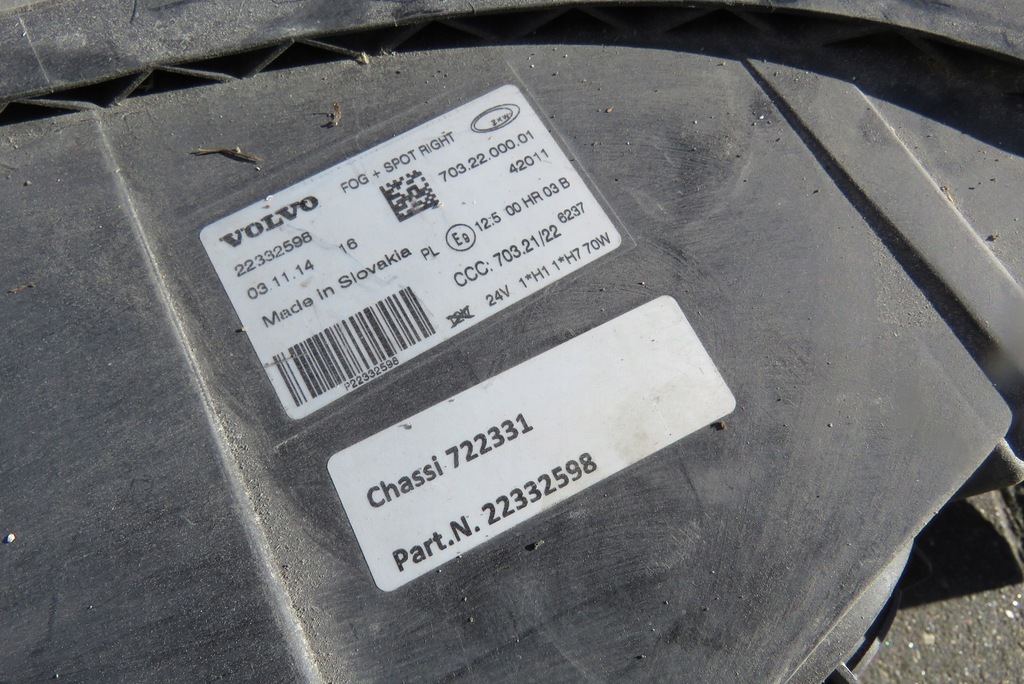 VOLVO FOG + SPOT RIGHT ZKW
22332598 703.22.000.01
03.11.14 16 42011
Made in Slovakia PL E9 12:5 00 HR 03 B
CCC: 703.21/22 6237
24V 1*H1 1*H7 70W
P22332598
Chassi 722331
Part.N. 22332598